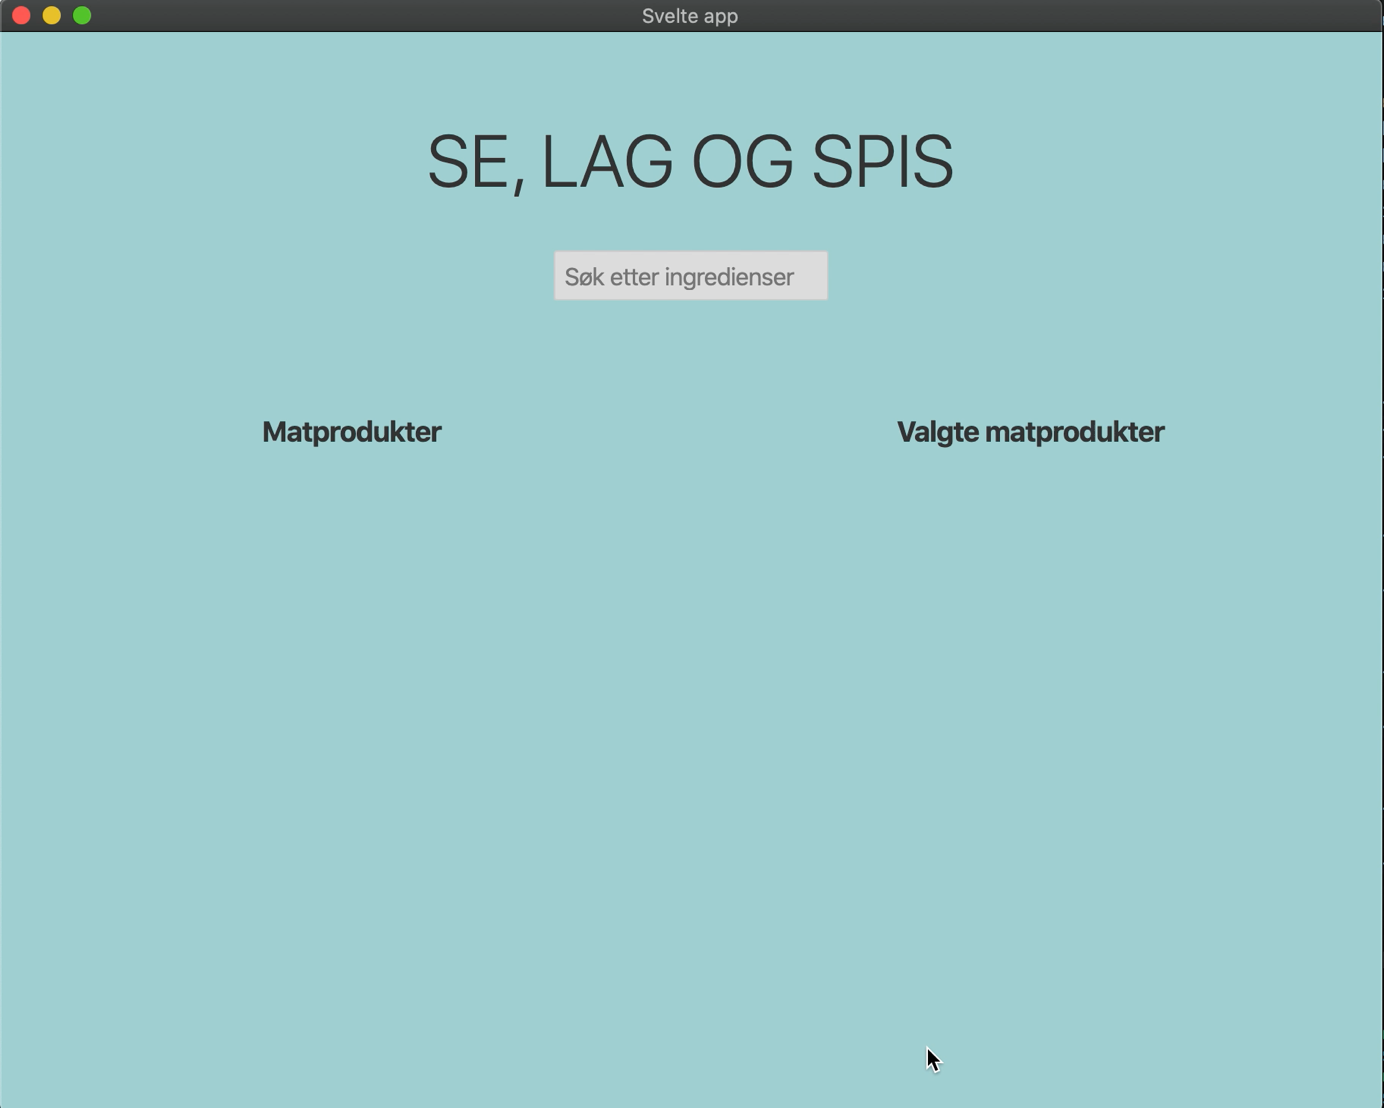 Svelte app
SE, LAG OG SPIS
Søk etter ingredienser
Matprodukter
Valgte matprodukter